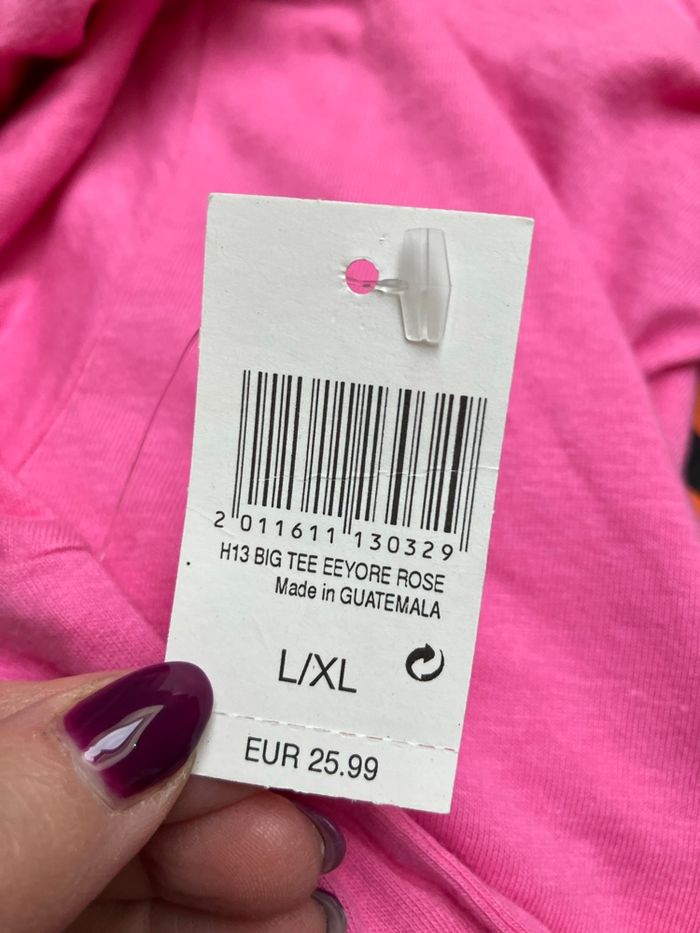 2 011611 130329
H13 BIG TEE EEYORE ROSE
Made in GUATEMALA
L/XL
EUR 25.99